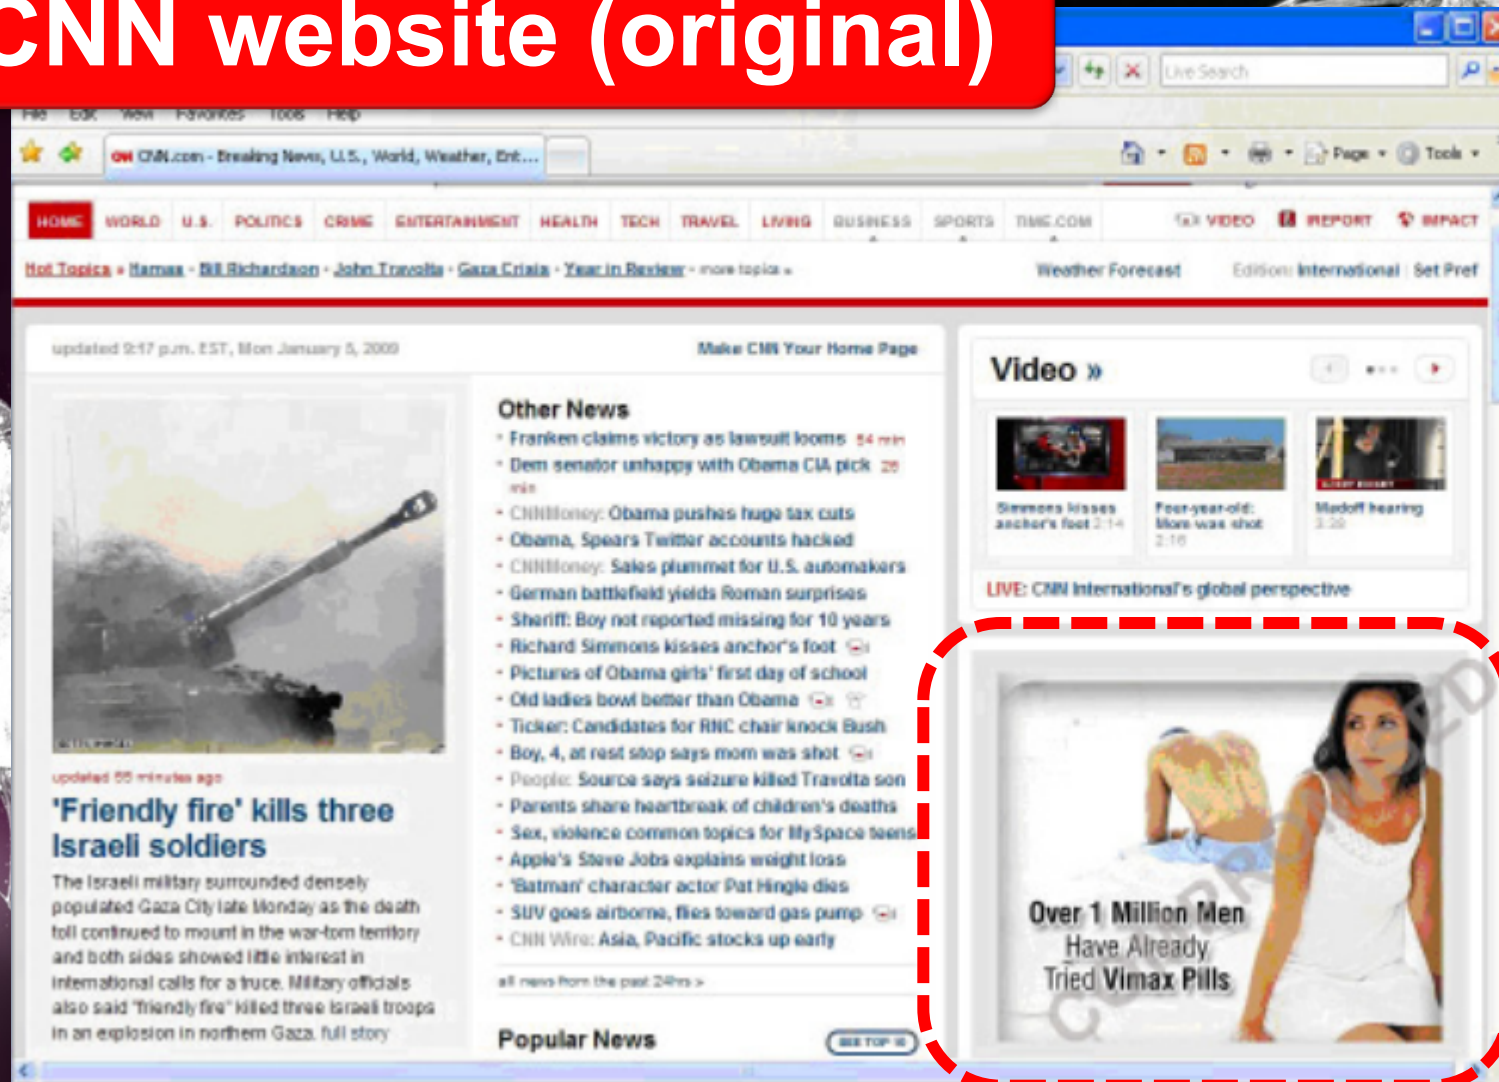 CNN website (original)
Live Search
File Edit View Favorites Tools Help
CNN CNN.com - Breaking News, U.S., World, Weather, Ent...
Page Tools
HOME WORLD U.S. POLITICS CRIME ENTERTAINMENT HEALTH TECH TRAVEL LIVING BUSINESS SPORTS TIME.COM VIDEO IREPORT IMPACT
Hot Topics » Hamas · Bill Richardson · John Travolta · Gaza Crisis · Year in Review · more topics »
Weather Forecast Edition: International | Set Pref
updated 9:17 p.m. EST, Mon January 5, 2009
Make CNN Your Home Page
updated 55 minutes ago
'Friendly fire' kills three
Israeli soldiers
The Israeli military surrounded densely
populated Gaza City late Monday as the death
toll continued to mount in the war-torn territory
and both sides showed little interest in
international calls for a truce. Military officials
also said "friendly fire" killed three Israeli troops
in an explosion in northern Gaza. full story
Other News
Franken claims victory as lawsuit looms 54 min
Dem senator unhappy with Obama CIA pick 26
min
CNNMoney: Obama pushes huge tax cuts
Obama, Spears Twitter accounts hacked
CNNMoney: Sales plummet for U.S. automakers
German battlefield yields Roman surprises
Sheriff: Boy not reported missing for 10 years
Richard Simmons kisses anchor's foot
Pictures of Obama girls' first day of school
Old ladies bowl better than Obama
Ticker: Candidates for RNC chair knock Bush
Boy, 4, at rest stop says mom was shot
People: Source says seizure killed Travolta son
Parents share heartbreak of children's deaths
Sex, violence common topics for MySpace teens
Apple's Steve Jobs explains weight loss
'Batman' character actor Pat Hingle dies
SUV goes airborne, flies toward gas pump
CNN Wire: Asia, Pacific stocks up early
all news from the past 24hrs >
Popular News
SEE TOP 10
Video »
Simmons kisses
anchor's foot 2:14
Four-year-old:
Mom was shot
2:16
Madoff hearing
LIVE: CNN International's global perspective
Over 1 Million Men
Have Already
Tried Vimax Pills